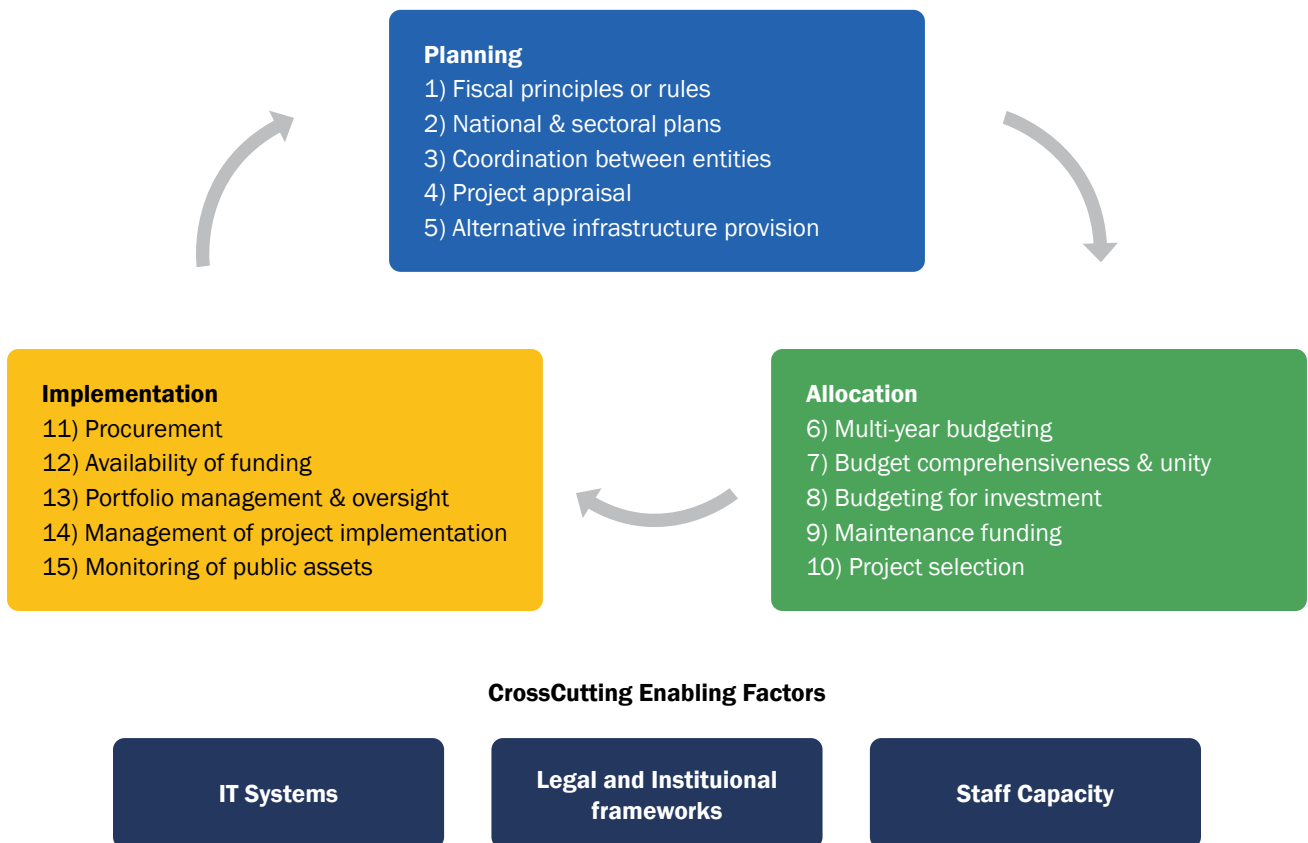 Planning
1) Fiscal principles or rules
2) National & sectoral plans
3) Coordination between entities
4) Project appraisal
5) Alternative infrastructure provision
Implementation
11) Procurement
12) Availability of funding
13) Portfolio management & oversight
14) Management of project implementation
15) Monitoring of public assets
Allocation
6) Multi-year budgeting
7) Budget comprehensiveness & unity
8) Budgeting for investment
9) Maintenance funding
10) Project selection
CrossCutting Enabling Factors
IT Systems
Legal and Instituional
frameworks
Staff Capacity